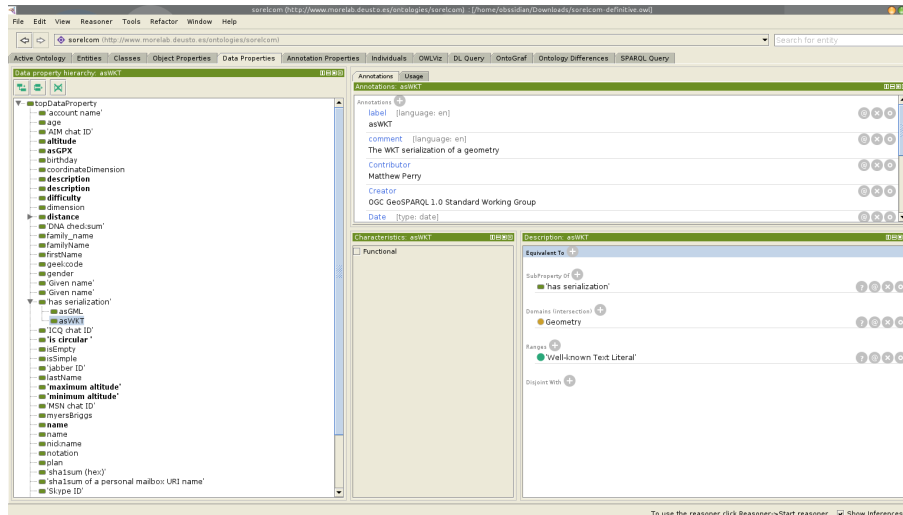 sorelcom (http://www.morelab.deusto.es/ontologies/sorelcom) : [/home/obssidian/Downloads/sorelcom-definitive.owl]
File Edit View Reasoner Tools Refactor Window Help
sorelcom (http://www.morelab.deusto.es/ontologies/sorelcom)
Search for entity
Active Ontology Entities Classes Object Properties Data Properties Annotation Properties Individuals OWLViz DL Query OntoGraf Ontology Differences SPARQL Query
Data property hierarchy: asWKT
topDataProperty
'account name'
age
'AIM chat ID'
altitude
asGPX
birthday
coordinateDimension
description
description
difficulty
dimension
distance
'DNA checksum'
family_name
familyName
firstName
geekcode
gender
'Given name'
'Given name'
'has serialization'
asGML
asWKT
'ICQ chat ID'
'is circular '
isEmpty
isSimple
'jabber ID'
lastName
'maximum altitude'
'minimum altitude'
'MSN chat ID'
myersBriggs
name
name
nickname
notation
plan
'sha1sum (hex)'
'sha1sum of a personal mailbox URI name'
'Skype ID'
Annotations Usage
Annotations: asWKT
Annotations
label [language: en]
asWKT
comment [language: en]
The WKT serialization of a geometry
Contributor
Matthew Perry
Creator
OGC GeoSPARQL 1.0 Standard Working Group
Date [type: date]
Characteristics: asWKT
Functional
Description: asWKT
Equivalent To
SubProperty Of
'has serialization'
Domains (intersection)
Geometry
Ranges
'Well-known Text Literal'
Disjoint With
To use the reasoner click Reasoner->Start reasoner Show Inferences